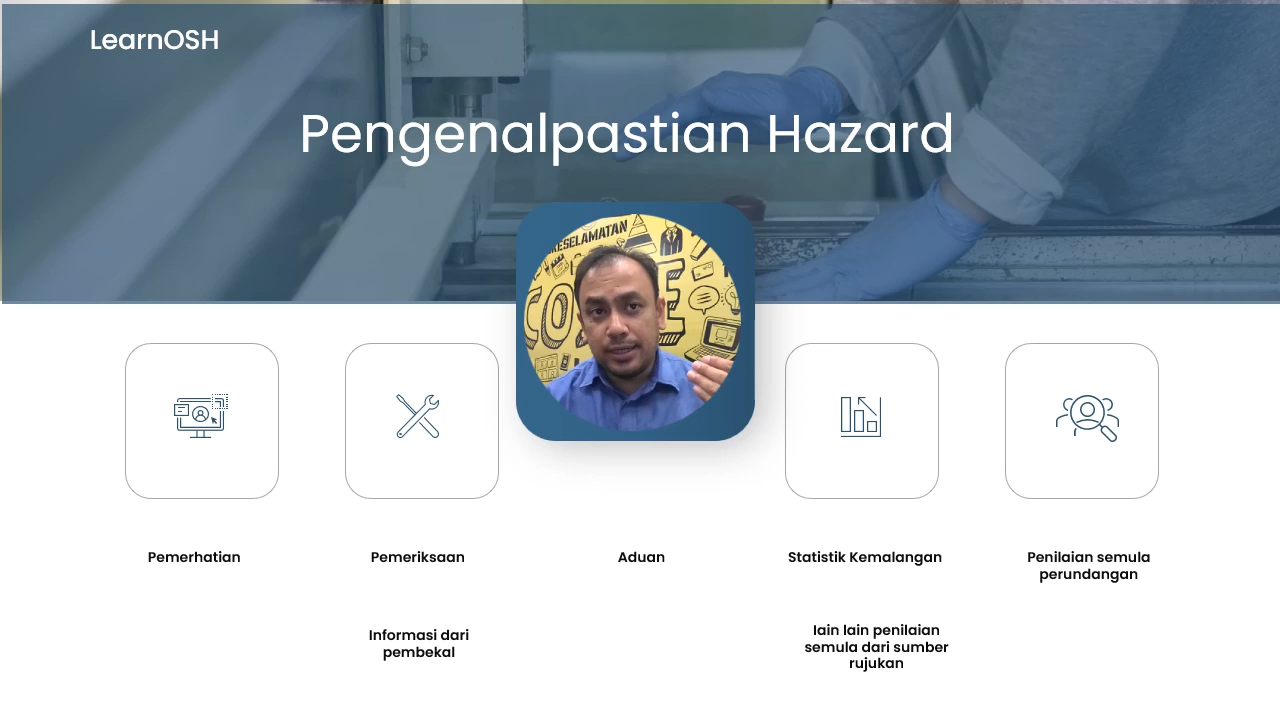 LearnOSH
Pengenalpastian Hazard
KESELAMATAN
Pemerhatian
Pemeriksaan
Aduan
Statistik Kemalangan
Penilaian semula
perundangan
Informasi dari
pembekal
lain lain penilaian
semula dari sumber
rujukan